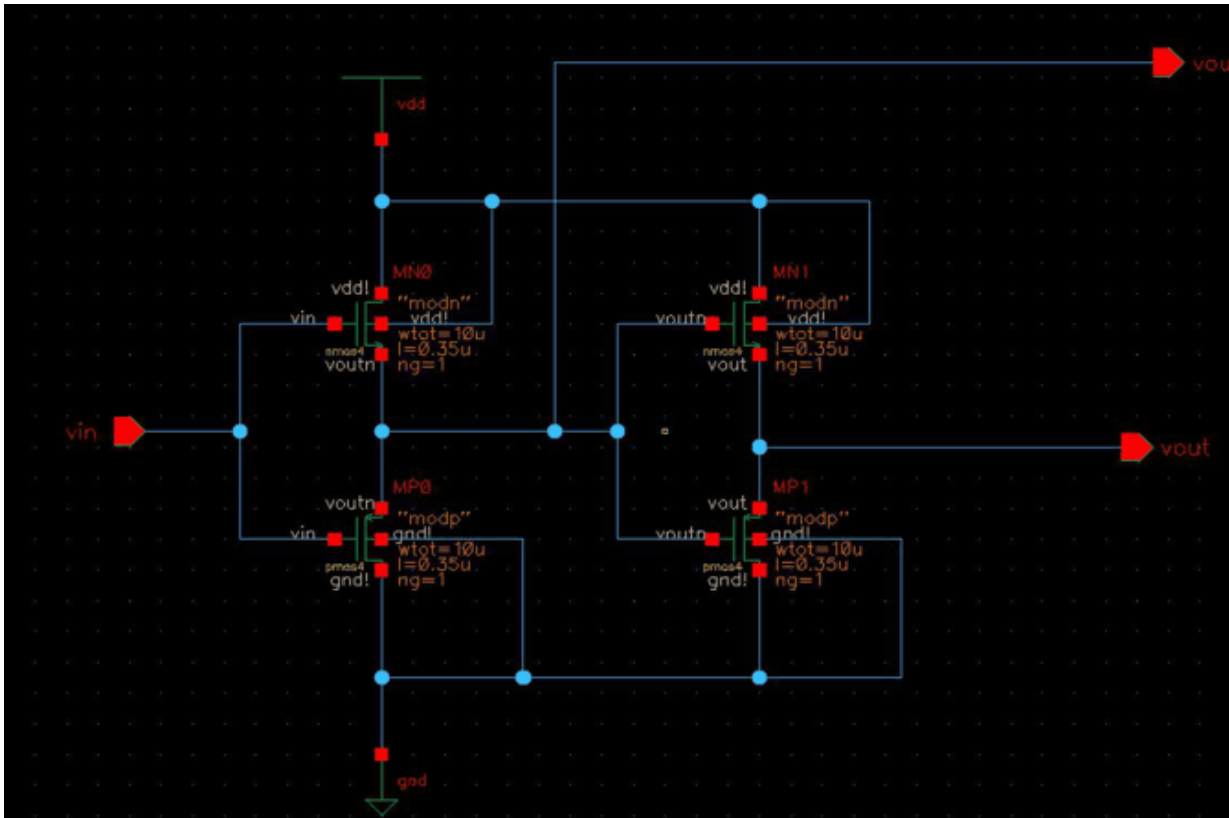 vou
vdd
MN0
vdd!
"modn"
vin
vdd!
wtot=10u
nmos4
l=0.35u
voutn
ng=1
MN1
vdd!
"modn"
voutn
vdd!
wtot=10u
nmos4
l=0.35u
vout
ng=1
vin
vout
MP0
voutn
"modp"
vin
gnd!
wtot=10u
pmos4
l=0.35u
gnd!
ng=1
MP1
vout
"modp"
voutn
gnd!
wtot=10u
pmos4
l=0.35u
gnd!
ng=1
gnd